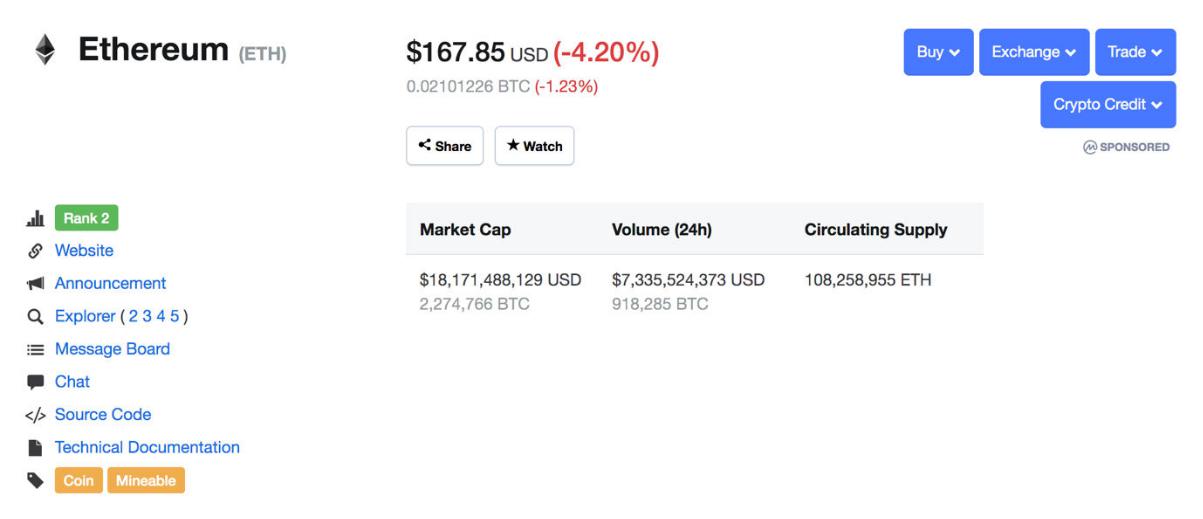 Ethereum (ETH)
$167.85 USD (-4.20%)
0.02101226 BTC (-1.23%)
Buy
Exchange
Trade
Crypto Credit
SPONSORED
Share
Watch
Rank 2
Website
Announcement
Explorer ( 2 3 4 5 )
Message Board
Chat
Source Code
Technical Documentation
Coin Mineable
Market Cap Volume (24h) Circulating Supply
$18,171,488,129 USD $7,335,524,373 USD 108,258,955 ETH
2,274,766 BTC 918,285 BTC